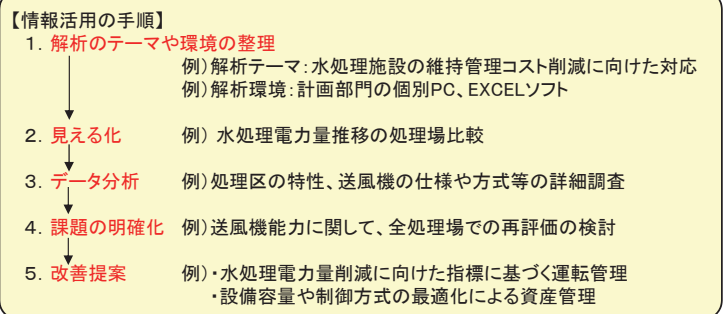 【情報活用の手順】
1. 解析のテーマや環境の整理
例)解析テーマ:水処理施設の維持管理コスト削減に向けた対応
例)解析環境:計画部門の個別PC、EXCELソフト
2. 見える化 例) 水処理電力量推移の処理場比較
3. データ分析 例)処理区の特性、送風機の仕様や方式等の詳細調査
4. 課題の明確化 例)送風機能力に関して、全処理場での再評価の検討
5. 改善提案 例)・水処理電力量削減に向けた指標に基づく運転管理
・設備容量や制御方式の最適化による資産管理